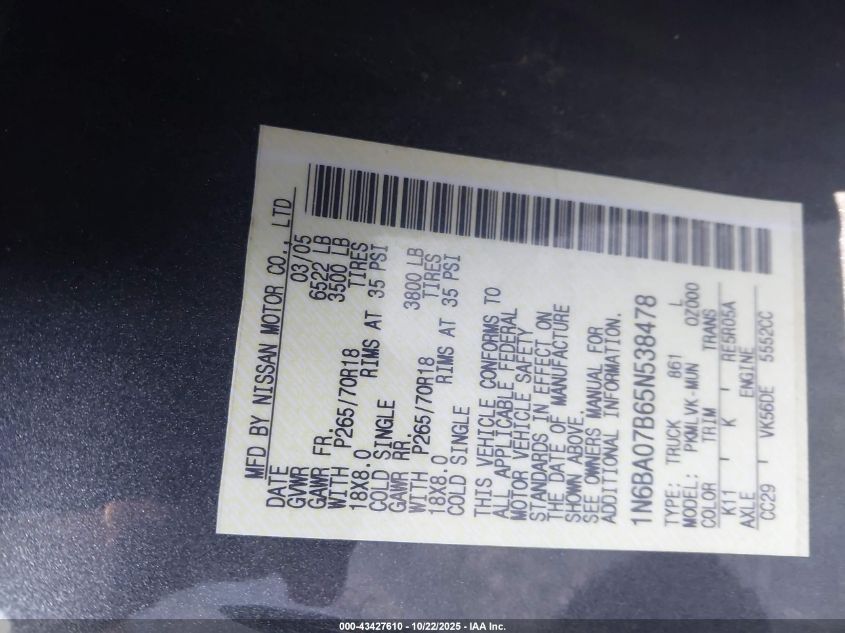 MFD BY NISSAN MOTOR CO., LTD
DATE 03/05
GVWR 6522 LB
GAWR FR. 3500 LB
WITH P265/70R18 TIRES
18X8.0 RIMS AT 35 PSI
COLD SINGLE
GAWR RR. 3800 LB
WITH P265/70R18 TIRES
18X8.0 RIMS AT 35 PSI
COLD SINGLE
THIS VEHICLE CONFORMS TO
ALL APPLICABLE FEDERAL
MOTOR VEHICLE SAFETY
STANDARDS IN EFFECT ON
THE DATE OF MANUFACTURE
SHOWN ABOVE.
SEE OWNERS MANUAL FOR
ADDITIONAL INFORMATION.
1N6BA07B65N538478
TYPE: TRUCK 861 L
MODEL: PKMLVK-MUN 0Z000
COLOR TRIM TRANS
K11 K RE5R05A
AXLE ENGINE
CC29 VK56DE 5552CC
000-43427610 - 10/22/2025 - IAA Inc.